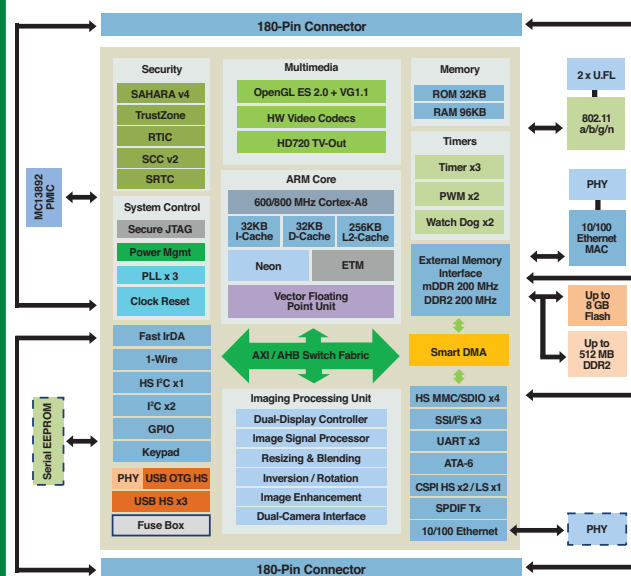 180-Pin Connector
Security
SAHARA v4
TrustZone
RTIC
SCC v2
SRTC
System Control
Secure JTAG
Power Mgmt
PLL x 3
Clock Reset
Fast IrDA
1-Wire
HS I²C x1
I²C x2
GPIO
Keypad
PHY
USB OTG HS
USB HS x3
Fuse Box
MC13892
PMIC
Serial EEPROM
Multimedia
OpenGL ES 2.0 + VG1.1
HW Video Codecs
HD720 TV-Out
ARM Core
600/800 MHz Cortex-A8
32KB
I-Cache
32KB
D-Cache
256KB
L2-Cache
Neon
ETM
Vector Floating
Point Unit
AXI / AHB Switch Fabric
Imaging Processing Unit
Dual-Display Controller
Image Signal Processor
Resizing & Blending
Inversion / Rotation
Image Enhancement
Dual-Camera Interface
Memory
ROM 32KB
RAM 96KB
Timers
Timer x3
PWM x2
Watch Dog x2
External Memory
Interface
mDDR 200 MHz
DDR2 200 MHz
Smart DMA
HS MMC/SDIO x4
SSI/I²S x3
UART x3
ATA-6
CSPI HS x2 / LS x1
SPDIF Tx
10/100 Ethernet
2 x U.FL
802.11
a/b/g/n
PHY
10/100
Ethernet
MAC
Up to
8 GB
Flash
Up to
512 MB
DDR2
PHY
180-Pin Connector